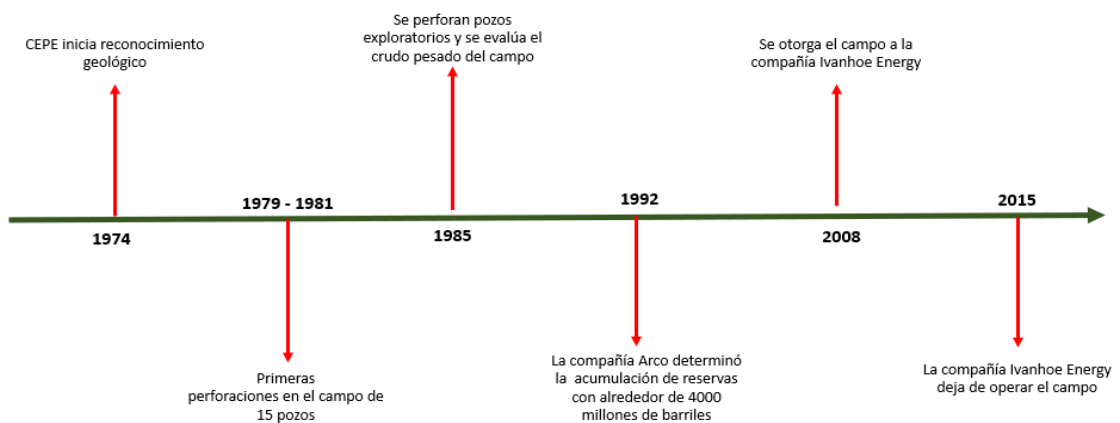 CEPE inicia reconocimiento
geológico
1974
1979 - 1981
Primeras
perforaciones en el campo de
15 pozos
Se perforan pozos
exploratorios y se evalúa el
crudo pesado del campo
1985
1992
La compañía Arco determinó
la acumulación de reservas
con alrededor de 4000
millones de barriles
Se otorga el campo a la
compañía Ivanhoe Energy
2008
2015
La compañía Ivanhoe Energy
deja de operar el campo